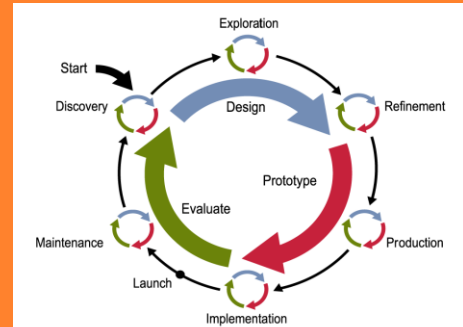 Exploration
Start
Discovery
Design
Refinement
Prototype
Evaluate
Maintenance
Production
Launch
Implementation